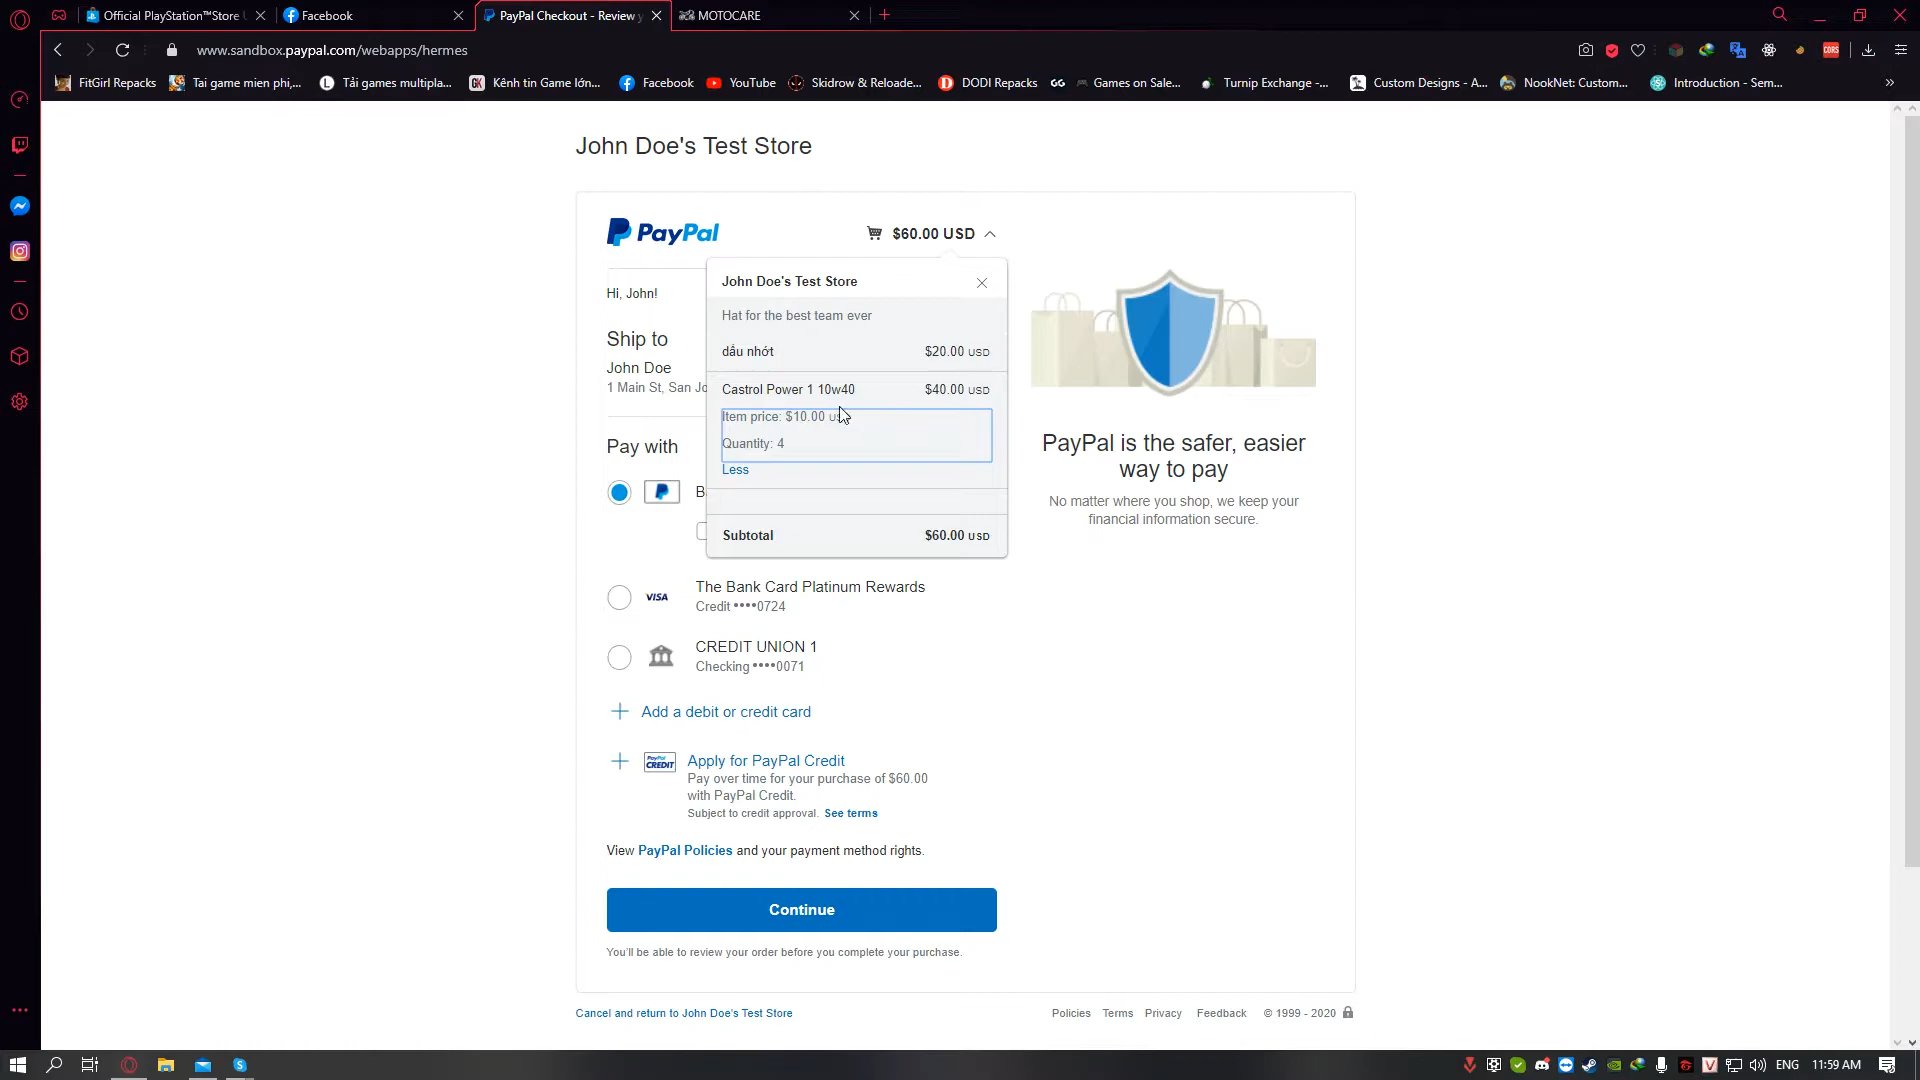 Official PlayStation™Store
Facebook
PayPal Checkout - Review
MOTOCARE
www.sandbox.paypal.com/webapps/hermes
CORS
FitGirl Repacks
Tai game mien phi,...
Tải games multipla...
Kênh tin Game lớn...
Facebook
YouTube
Skidrow & Reloade...
DODI Repacks
Games on Sale...
Turnip Exchange -...
Custom Designs - A...
NookNet: Custom...
Introduction - Sem...
John Doe's Test Store
PayPal
$60.00 USD
John Doe's Test Store
Hi, John!
Hat for the best team ever
Ship to
dầu nhớt $20.00 USD
John Doe
1 Main St, San
Castrol Power 1 10w40 $40.00 USD
Item price: $10.00
Quantity: 4
Pay with
Less
Subtotal $60.00 USD
PayPal is the safer, easier
way to pay
No matter where you shop, we keep your
financial information secure.
VISA
The Bank Card Platinum Rewards
Credit ••••0724
CREDIT UNION 1
Checking ••••0071
Add a debit or credit card
PayPal CREDIT
Apply for PayPal Credit
Pay over time for your purchase of $60.00
with PayPal Credit.
Subject to credit approval. See terms
View PayPal Policies and your payment method rights.
Continue
You'll be able to review your order before you complete your purchase.
Cancel and return to John Doe's Test Store
Policies Terms Privacy Feedback © 1999 - 2020
ENG 11:59 AM